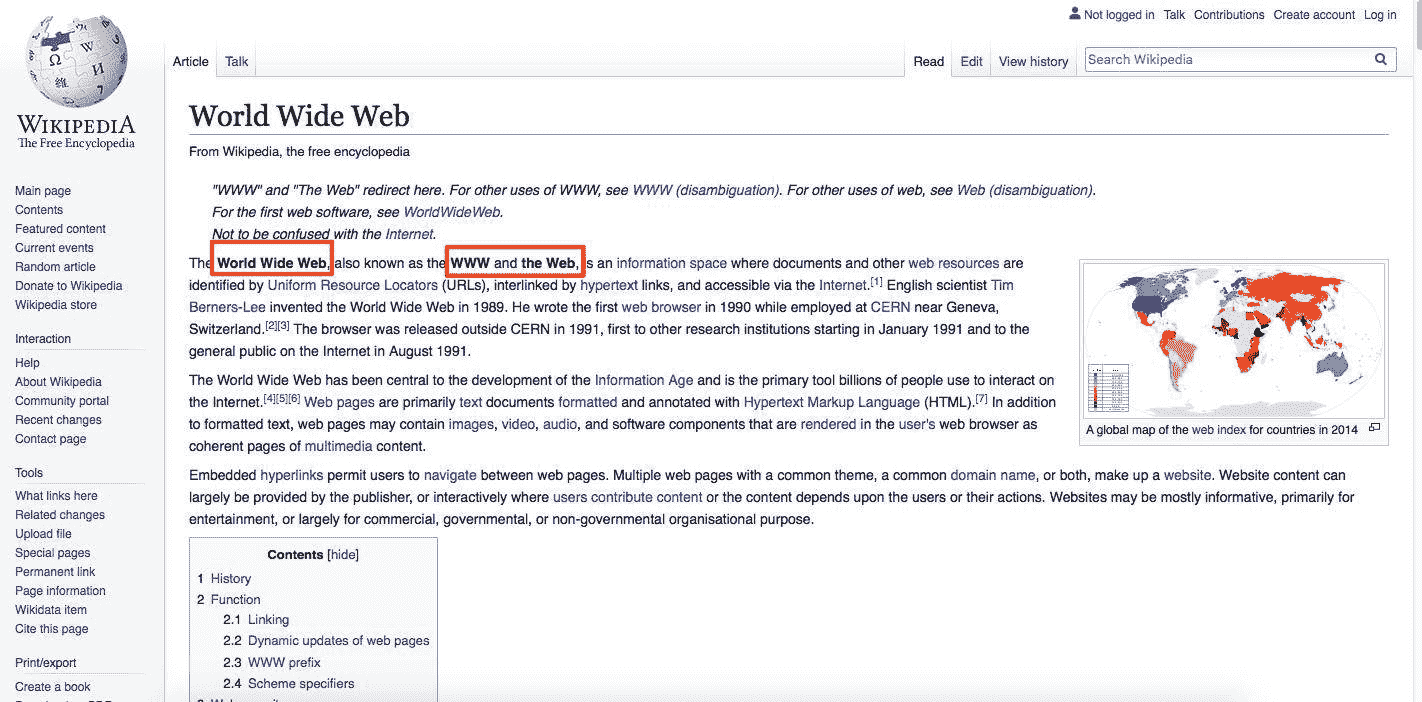 Not logged in Talk Contributions Create account Log in
Article Talk Read Edit View history Search Wikipedia
WIKIPEDIA
The Free Encyclopedia
Main page
Contents
Featured content
Current events
Random article
Donate to Wikipedia
Wikipedia store
Interaction
Help
About Wikipedia
Community portal
Recent changes
Contact page
Tools
What links here
Related changes
Upload file
Special pages
Permanent link
Page information
Wikidata item
Cite this page
Print/export
Create a book
World Wide Web
From Wikipedia, the free encyclopedia
"WWW" and "The Web" redirect here. For other uses of WWW, see WWW (disambiguation). For other uses of web, see Web (disambiguation).
For the first web software, see WorldWideWeb.
Not to be confused with the Internet.
The World Wide Web, also known as the WWW and the Web, is an information space where documents and other web resources are
identified by Uniform Resource Locators (URLs), interlinked by hypertext links, and accessible via the Internet.[1] English scientist Tim
Berners-Lee invented the World Wide Web in 1989. He wrote the first web browser in 1990 while employed at CERN near Geneva,
Switzerland.[2][3] The browser was released outside CERN in 1991, first to other research institutions starting in January 1991 and to the
general public on the Internet in August 1991.
The World Wide Web has been central to the development of the Information Age and is the primary tool billions of people use to interact on
the Internet.[4][5][6] Web pages are primarily text documents formatted and annotated with Hypertext Markup Language (HTML).[7] In addition
to formatted text, web pages may contain images, video, audio, and software components that are rendered in the user's web browser as
coherent pages of multimedia content.
Embedded hyperlinks permit users to navigate between web pages. Multiple web pages with a common theme, a common domain name, or both, make up a website. Website content can
largely be provided by the publisher, or interactively where users contribute content or the content depends upon the users or their actions. Websites may be mostly informative, primarily for
entertainment, or largely for commercial, governmental, or non-governmental organisational purpose.
A global map of the web index for countries in 2014
Contents [hide]
1 History
2 Function
2.1 Linking
2.2 Dynamic updates of web pages
2.3 WWW prefix
2.4 Scheme specifiers